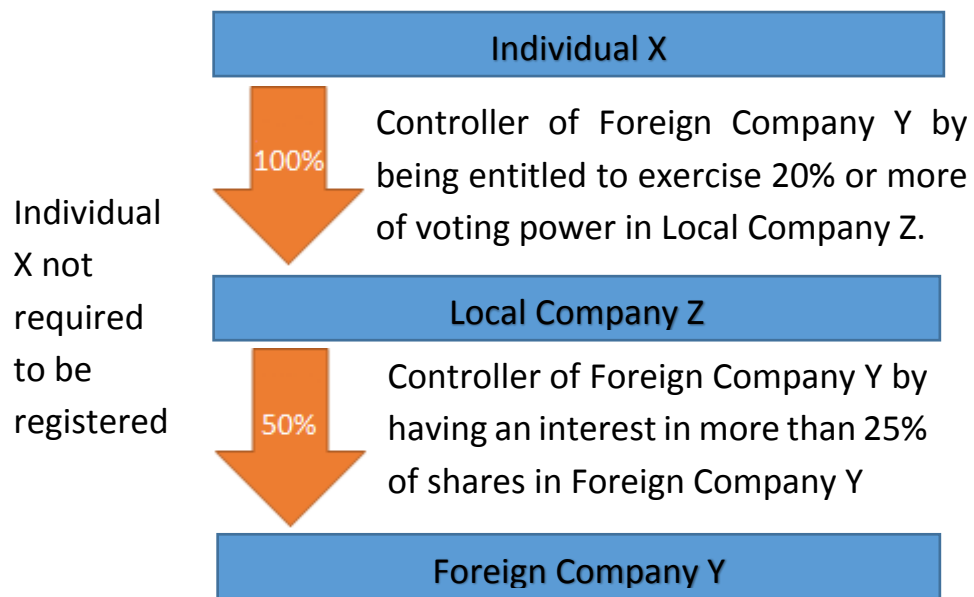 Individual X
100%
Controller of Foreign Company Y by
being entitled to exercise 20% or more
of voting power in Local Company Z.
Individual
X not
required
to be
registered
Local Company Z
50%
Controller of Foreign Company Y by
having an interest in more than 25%
of shares in Foreign Company Y
Foreign Company Y